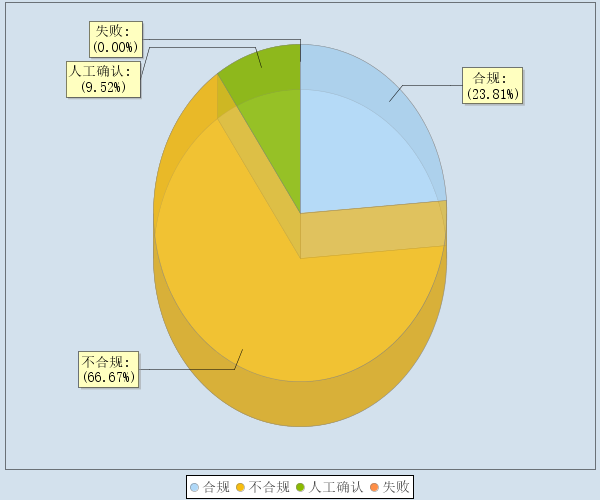 失败:
(0.00%)
人工确认:
(9.52%)
合规:
(23.81%)
不合规:
(66.67%)
合规 不合规 人工确认 失败